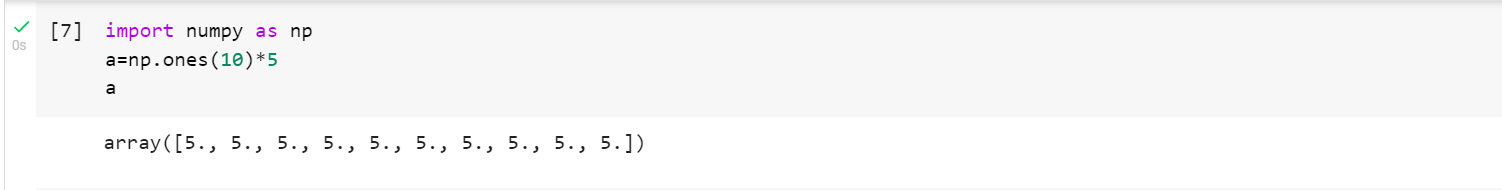 [7] import numpy as np
0s
a=np.ones(10)*5
a
array([5., 5., 5., 5., 5., 5., 5., 5., 5., 5.])